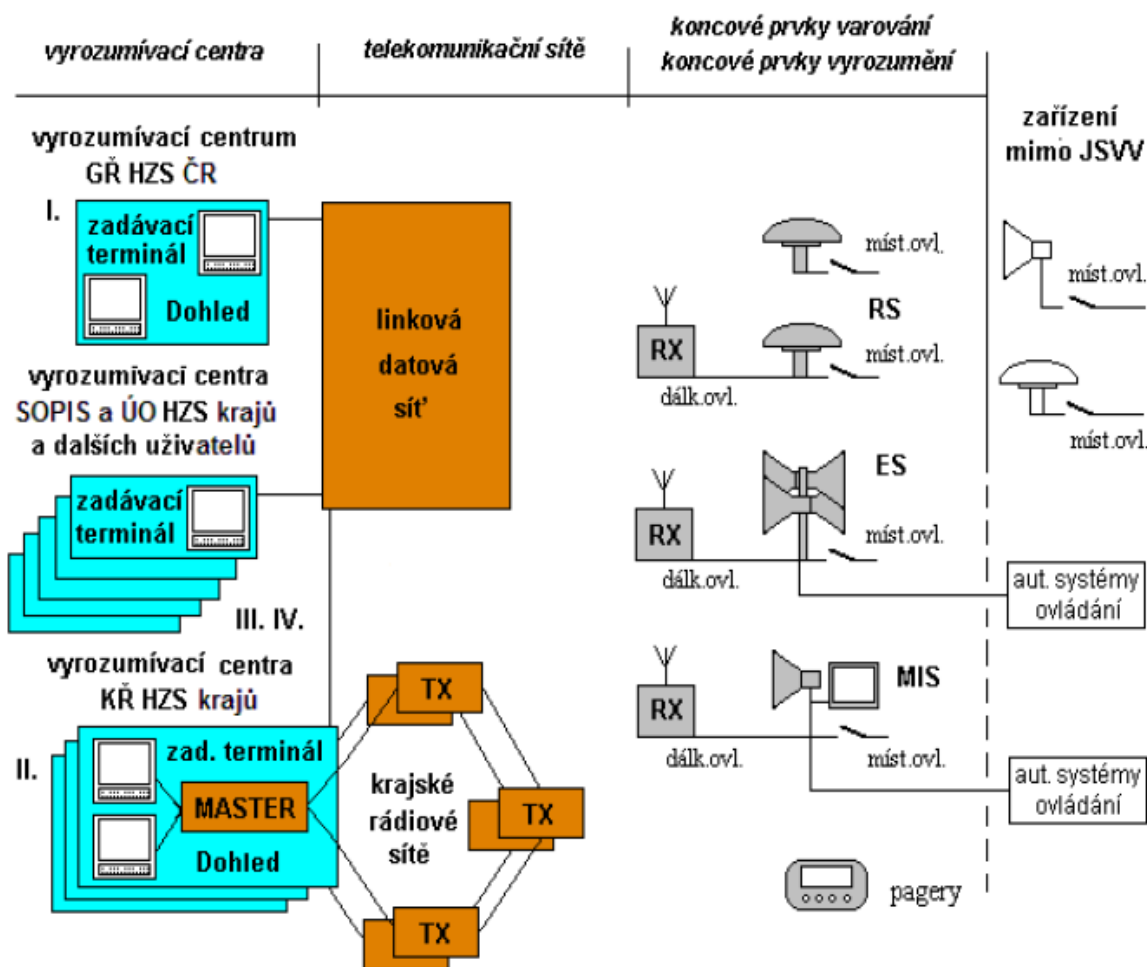 vyrozumívací centra
telekomunikační sítě
koncové prvky varování
koncové prvky vyrozumění
zařízení
mimo JSVV
vyrozumívací centrum
GŘ HZS ČR
I.
zadávací
terminál
Dohled
linková
datová
síť
vyrozumívací centra
SOPIS a ÚO HZS krajů
a dalších uživatelů
zadávací
terminál
III. IV.
vyrozumívací centra
KŘ HZS krajů
II.
zad. terminál
MASTER
Dohled
TX
krajské
rádiové
sítě
TX
TX
míst.ovl.
RS
RX
míst.ovl.
dálk.ovl.
ES
RX
míst.ovl.
dálk.ovl.
MIS
RX
dálk.ovl.
míst.ovl.
pagery
míst.ovl.
míst.ovl.
aut. systémy
ovládání
aut. systémy
ovládání